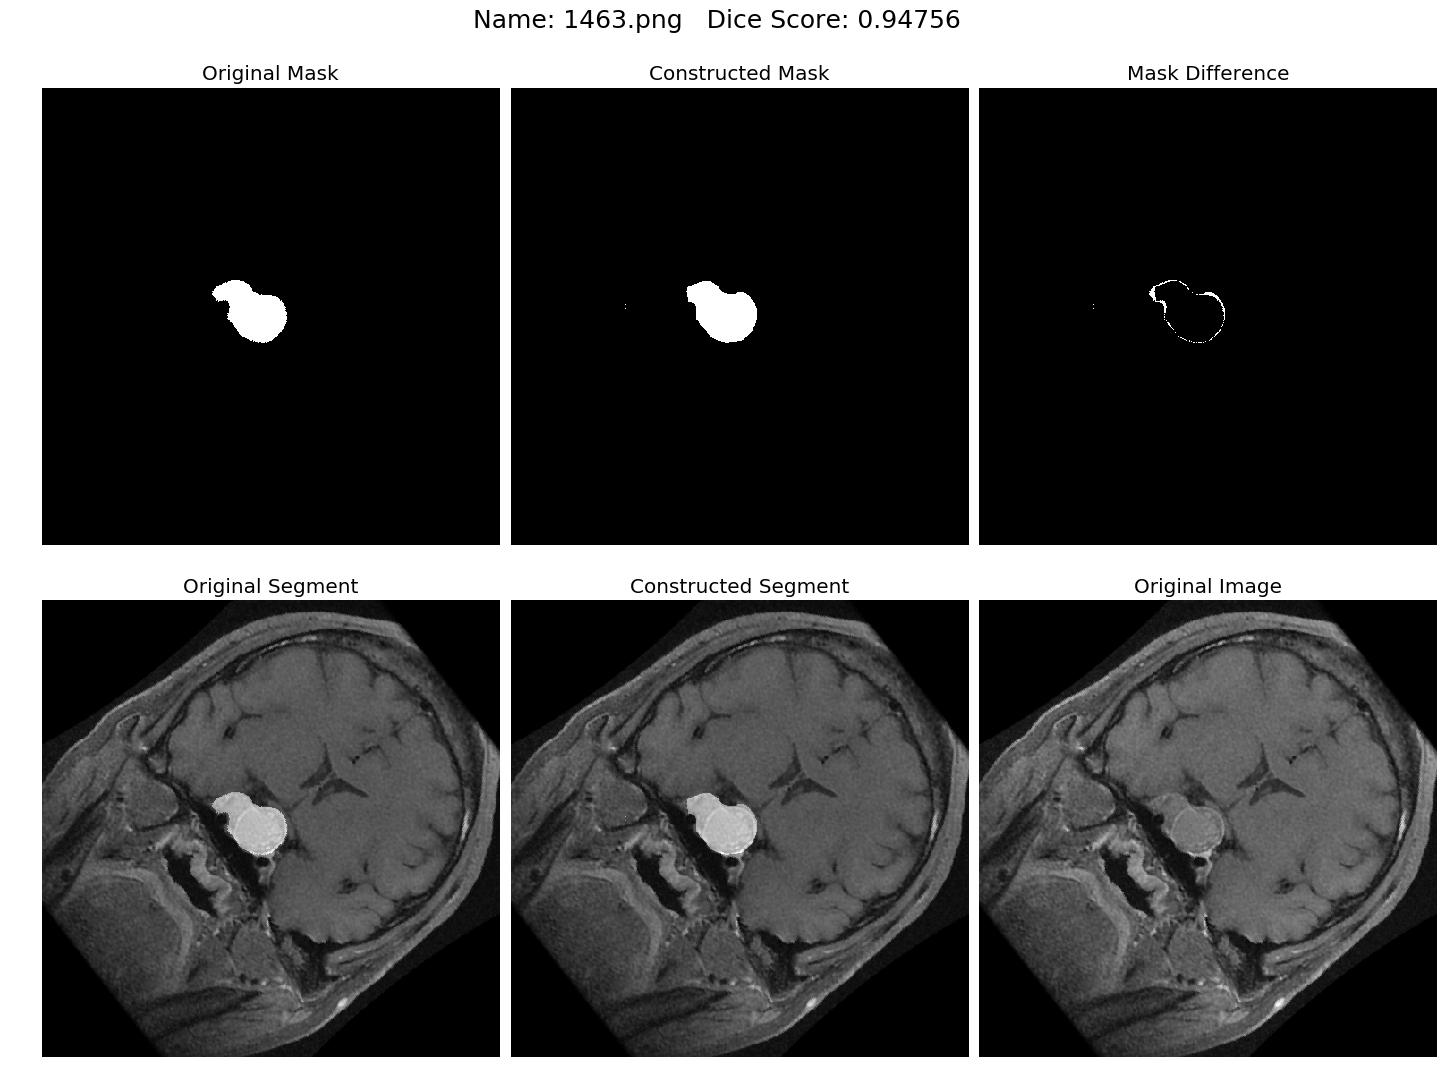 Name: 1463.png   Dice Score: 0.94756
Original Mask
Constructed Mask
Mask Difference
Original Segment
Constructed Segment
Original Image